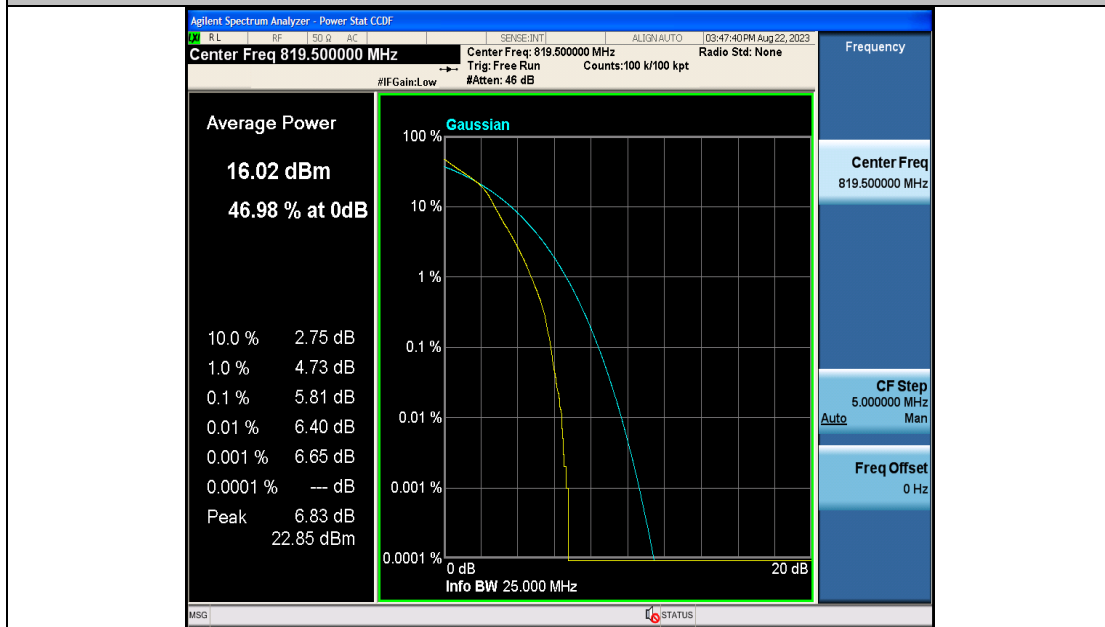 Agilent Spectrum Analyzer - Power Stat CCDF
LXI RL RF 50 Ω AC SENSE:INT ALIGN AUTO 03:47:40 PM Aug 22, 2023
Center Freq 819.500000 MHz
Center Freq: 819.500000 MHz Radio Std: None
Trig: Free Run Counts:100 k/100 kpt
#IFGain:Low #Atten: 46 dB
Frequency
Average Power
16.02 dBm
46.98 % at 0dB
10.0 % 2.75 dB
1.0 % 4.73 dB
0.1 % 5.81 dB
0.01 % 6.40 dB
0.001 % 6.65 dB
0.0001 % --- dB
Peak 6.83 dB
22.85 dBm
Gaussian
100 %
10 %
1 %
0.1 %
0.01 %
0.001 %
0.0001 %
0 dB 20 dB
Info BW 25.000 MHz
Center Freq
819.500000 MHz
CF Step
5.000000 MHz
Auto Man
Freq Offset
0 Hz
MSG STATUS